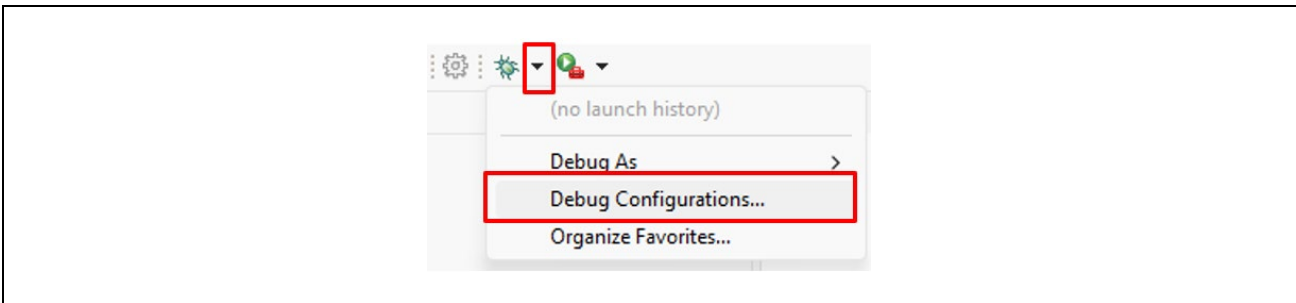 (no launch history)
Debug As
Debug Configurations...
Organize Favorites...